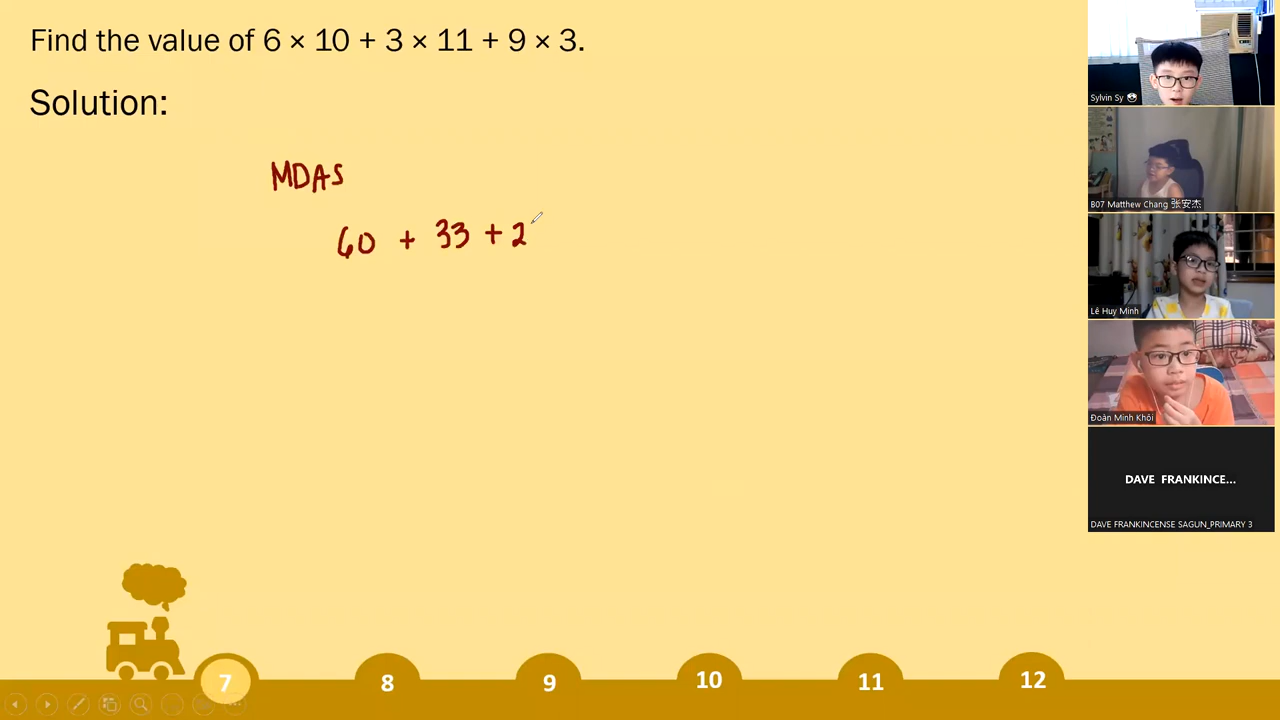 Find the value of 6 × 10 + 3 × 11 + 9 × 3.
Solution:
MDAS
60 + 33 + 2
Sylvin Sy
B07 Matthew Chang 張安杰
Lê Huy Minh
Đoàn Minh Khôi
DAVE FRANKINCE...
DAVE FRANKINCENSE SAGUN_PRIMARY 3
7
8
9
10
11
12